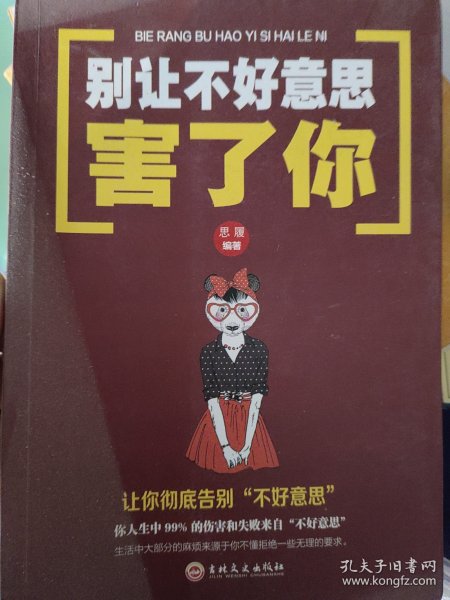 BIE RANG BU HAO YI SI HAI LE NI
别让不好意思
害了你
思履
编著
让你彻底告别“不好意思”
你人生中99%的伤害和失败来自“不好意思”
生活中大部分的麻烦来源于你不懂拒绝一些无理的要求。
吉林文史出版社
JILIN WENSHI CHUBANSHE
孔夫子旧书网
www.kongfz.com